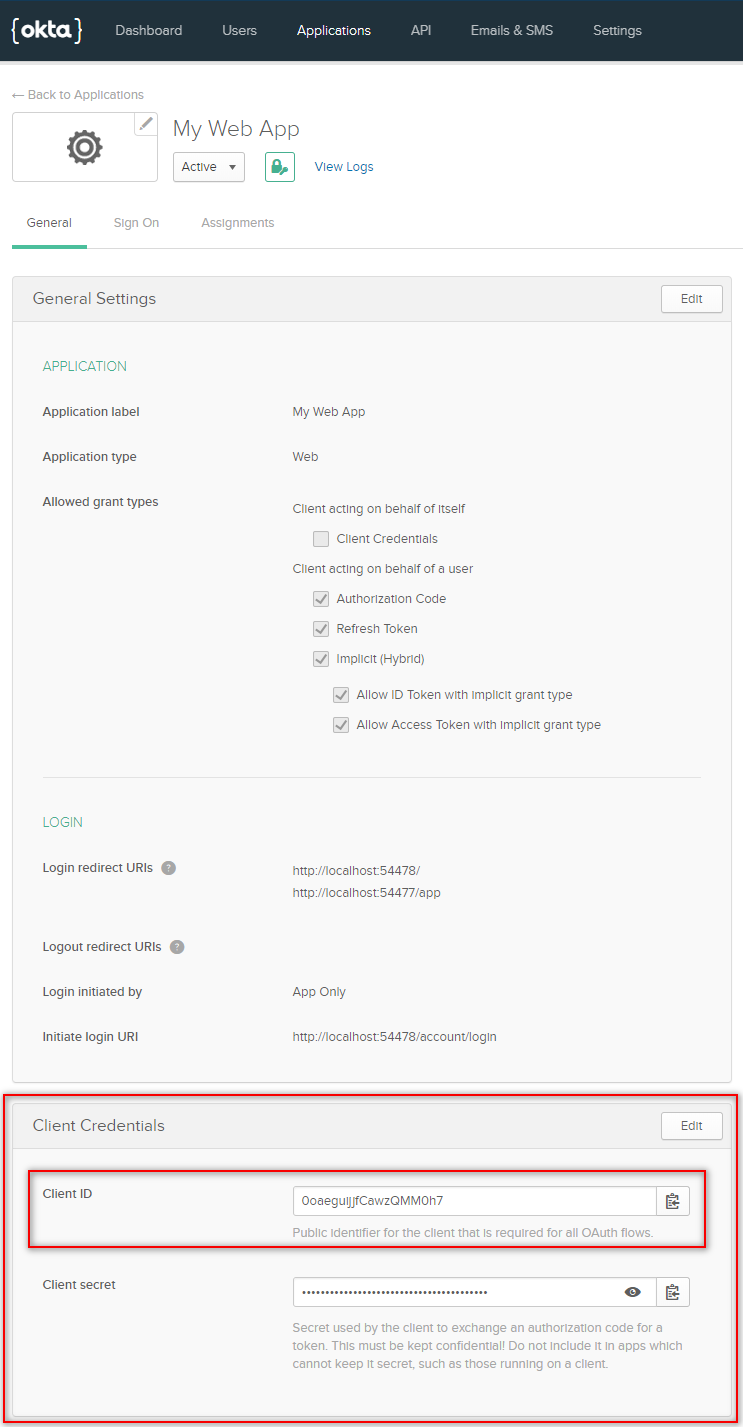 {okta} Dashboard Users Applications API Emails & SMS Settings
← Back to Applications
My Web App
Active View Logs
General Sign On Assignments
General Settings Edit
APPLICATION
Application label My Web App
Application type Web
Allowed grant types
Client acting on behalf of itself
Client Credentials
Client acting on behalf of a user
Authorization Code
Refresh Token
Implicit (Hybrid)
Allow ID Token with implicit grant type
Allow Access Token with implicit grant type
LOGIN
Login redirect URIs ? http://localhost:54478/
http://localhost:54477/app
Logout redirect URIs ?
Login initiated by App Only
Initiate login URI http://localhost:54478/account/login
Client Credentials Edit
Client ID 0oaeguijjfCawzQMM0h7
Public identifier for the client that is required for all OAuth flows.
Client secret ••••••••••••••••••••••••••••••••••••••••
Secret used by the client to exchange an authorization code for a
token. This must be kept confidential! Do not include it in apps which
cannot keep it secret, such as those running on a client.